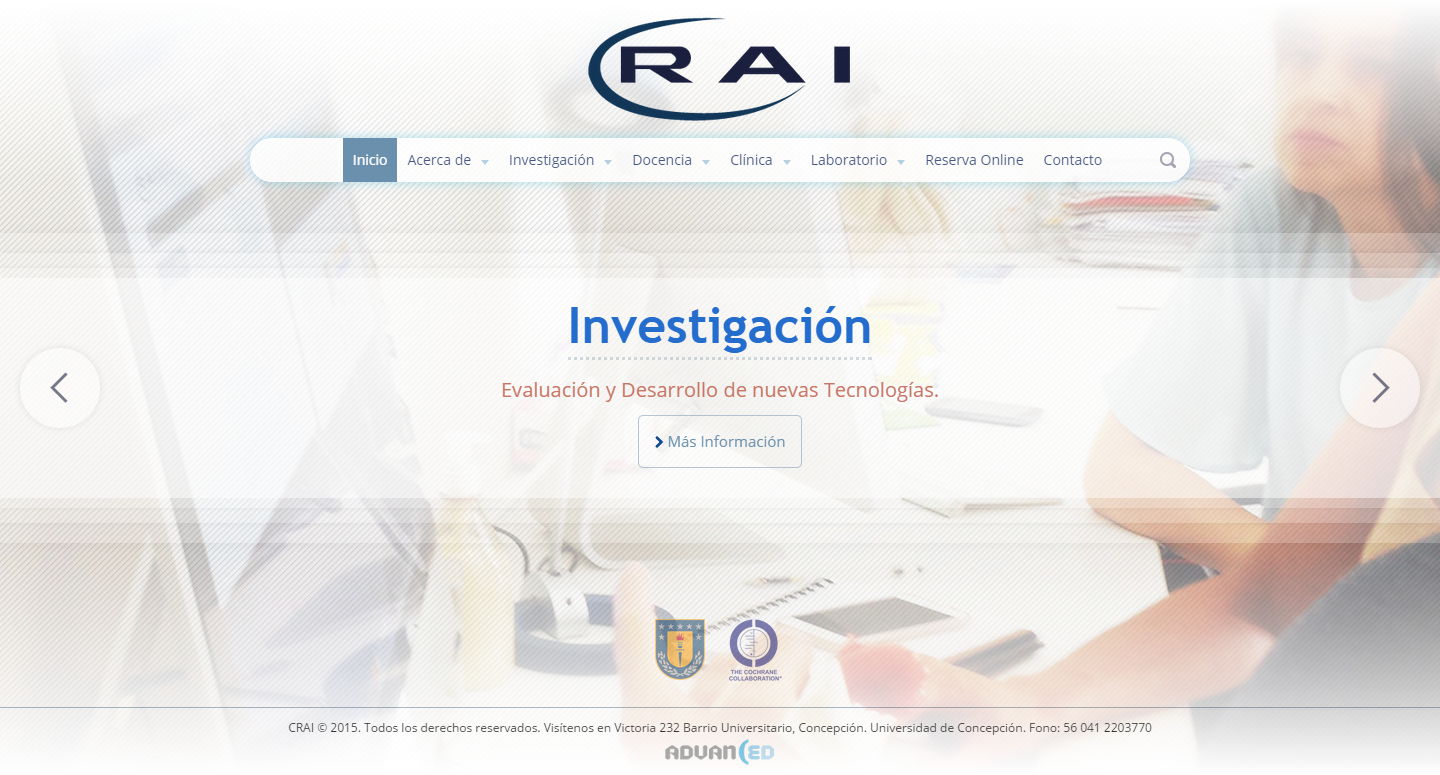 CRAI
Inicio Acerca de Investigación Docencia Clínica Laboratorio Reserva Online Contacto
Investigación
Evaluación y Desarrollo de nuevas Tecnologías.
Más Información
THE COCHRANE
COLLABORATION®
CRAI © 2015. Todos los derechos reservados. Visítenos en Victoria 232 Barrio Universitario, Concepción. Universidad de Concepción. Fono: 56 041 2203770
ADVANCED